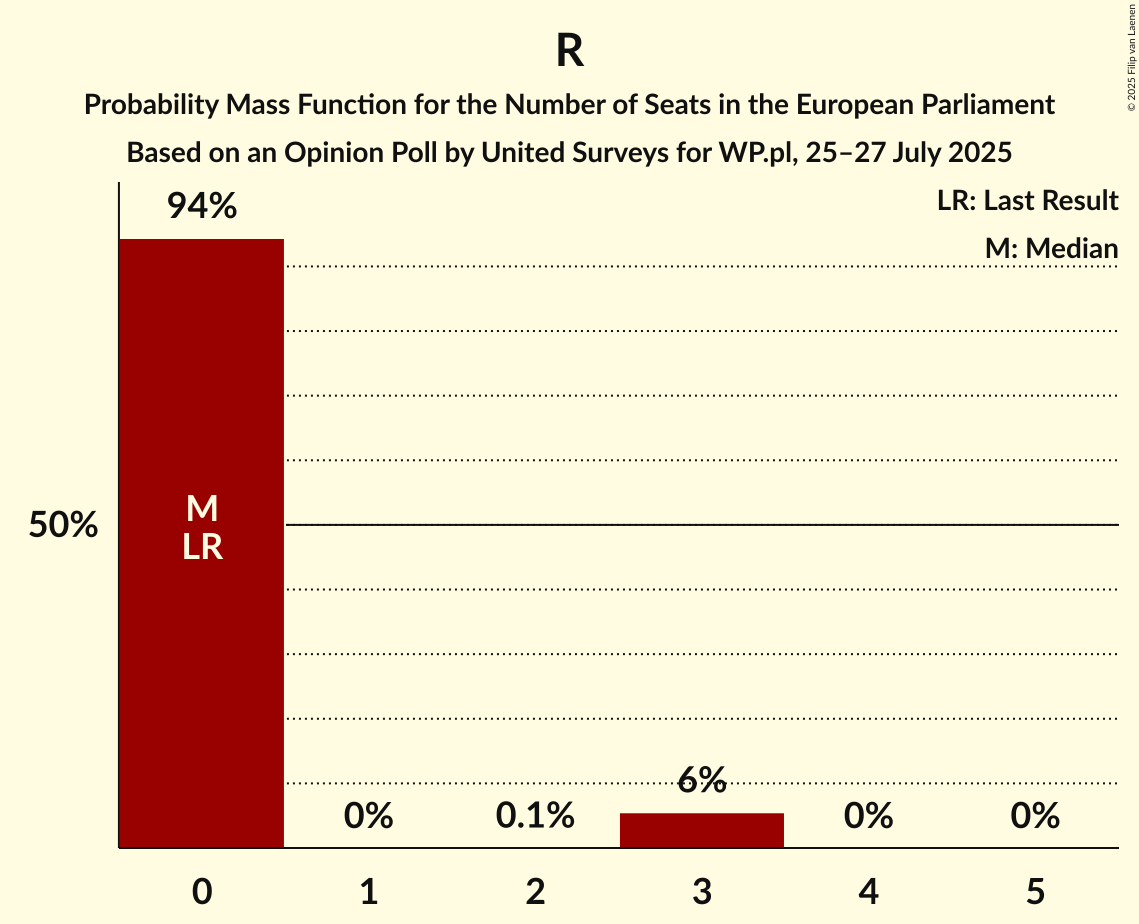 R
Probability Mass Function for the Number of Seats in the European Parliament
Based on an Opinion Poll by United Surveys for WP.pl, 25–27 July 2025
© 2025 Filip van Laenen
LR: Last Result
M: Median
94%
50%
M
LR
0%
0.1%
6%
0%
0%
0
1
2
3
4
5